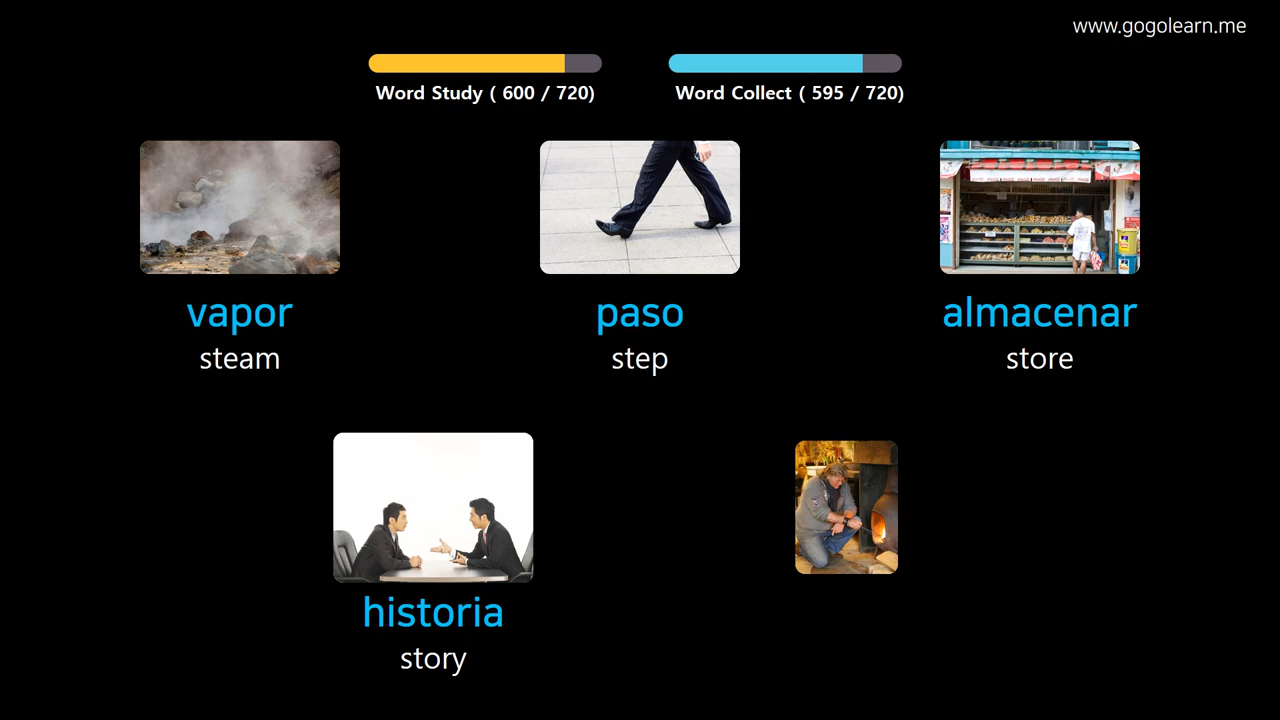 www.gogolearn.me
Word Study ( 600 / 720)
Word Collect ( 595 / 720)
vapor
steam
paso
step
almacenar
store
historia
story